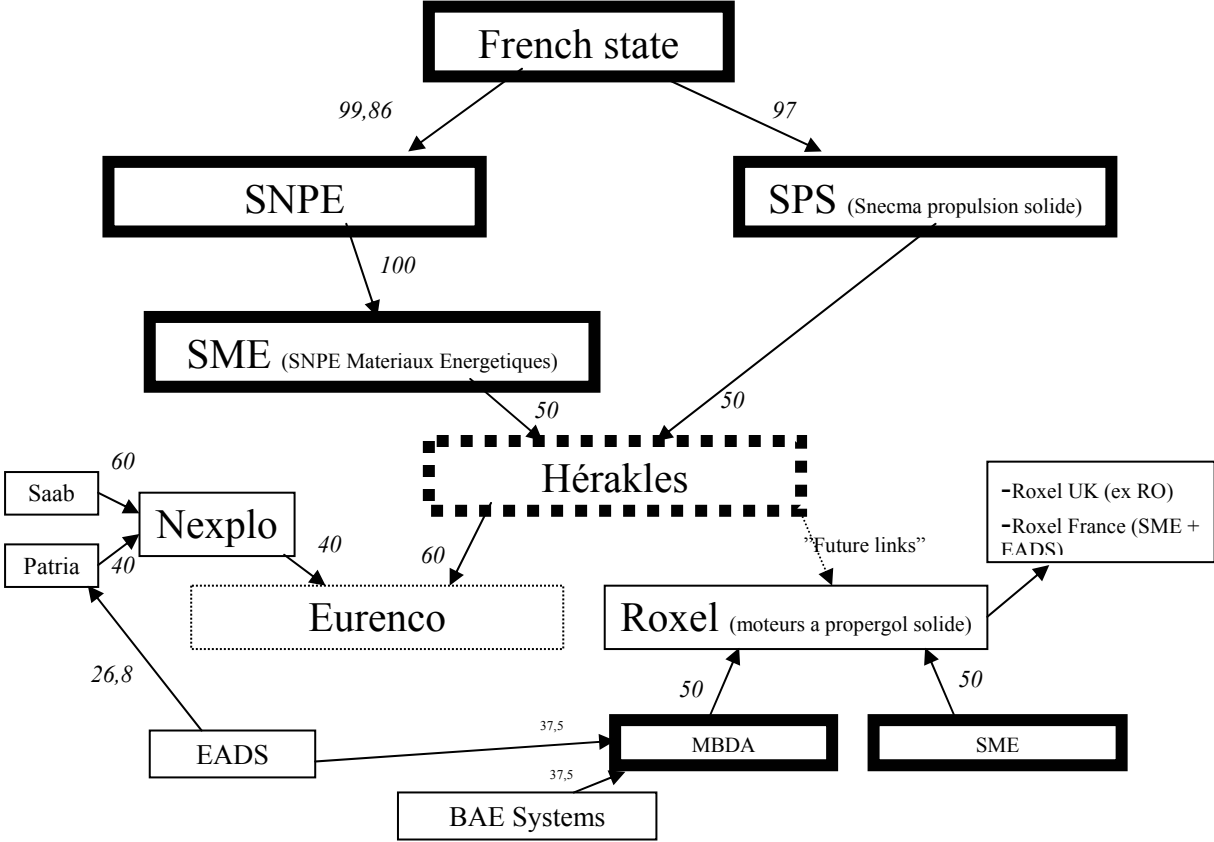 French state
99,86
97
SNPE
SPS (Snecma propulsion solide)
100
SME (SNPE Materiaux Energetiques)
50
50
Hérakles
60
Saab
Nexplo
-Roxel UK (ex RO)
-Roxel France (SME +
EADS)
Patria
40
40
60
”Future links”
Eurenco
Roxel (moteurs a propergol solide)
26,8
50
50
37,5
MBDA
SME
EADS
37,5
BAE Systems